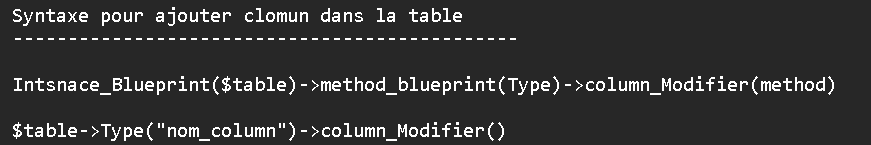 Syntaxe pour ajouter clomun dans la table
----------------------------------------------
Intsnace_Blueprint($table)->method_blueprint(Type)->column_Modifier(method)
$table->Type("nom_column")->column_Modifier()